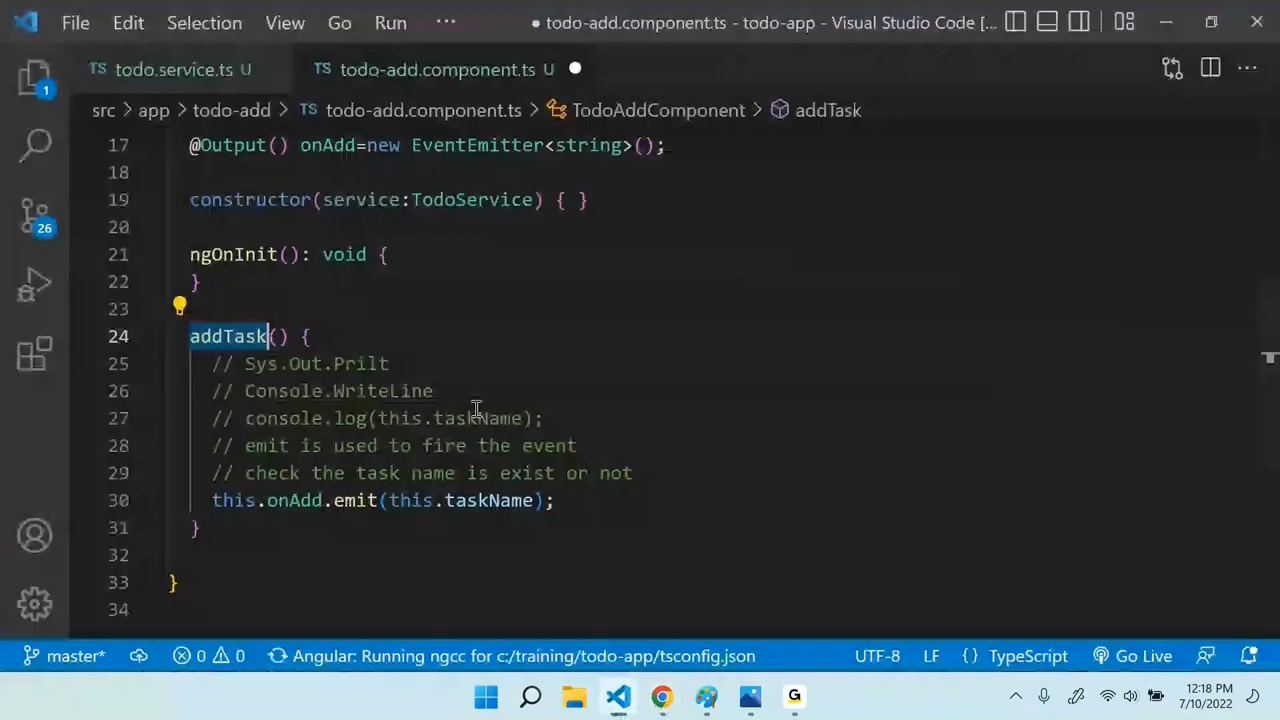 File Edit Selection View Go Run ··· ● todo-add.component.ts - todo-app - Visual Studio Code [...
TS todo.service.ts U TS todo-add.component.ts U ●
src > app > todo-add > TS todo-add.component.ts > TodoAddComponent > addTask
17 @Output() onAdd=new EventEmitter<string>();
18
19 constructor(service:TodoService) { }
20
21 ngOnInit(): void {
22 }
23
24 addTask() {
25 // Sys.Out.Prilt
26 // Console.WriteLine
27 // console.log(this.taskName);
28 // emit is used to fire the event
29 // check the task name is exist or not
30 this.onAdd.emit(this.taskName);
31 }
32
33 }
34
1
26
master* 0 0 Angular: Running ngcc for c:/training/todo-app/tsconfig.json UTF-8 LF {} TypeScript Go Live
G
12:18 PM
7/10/2022